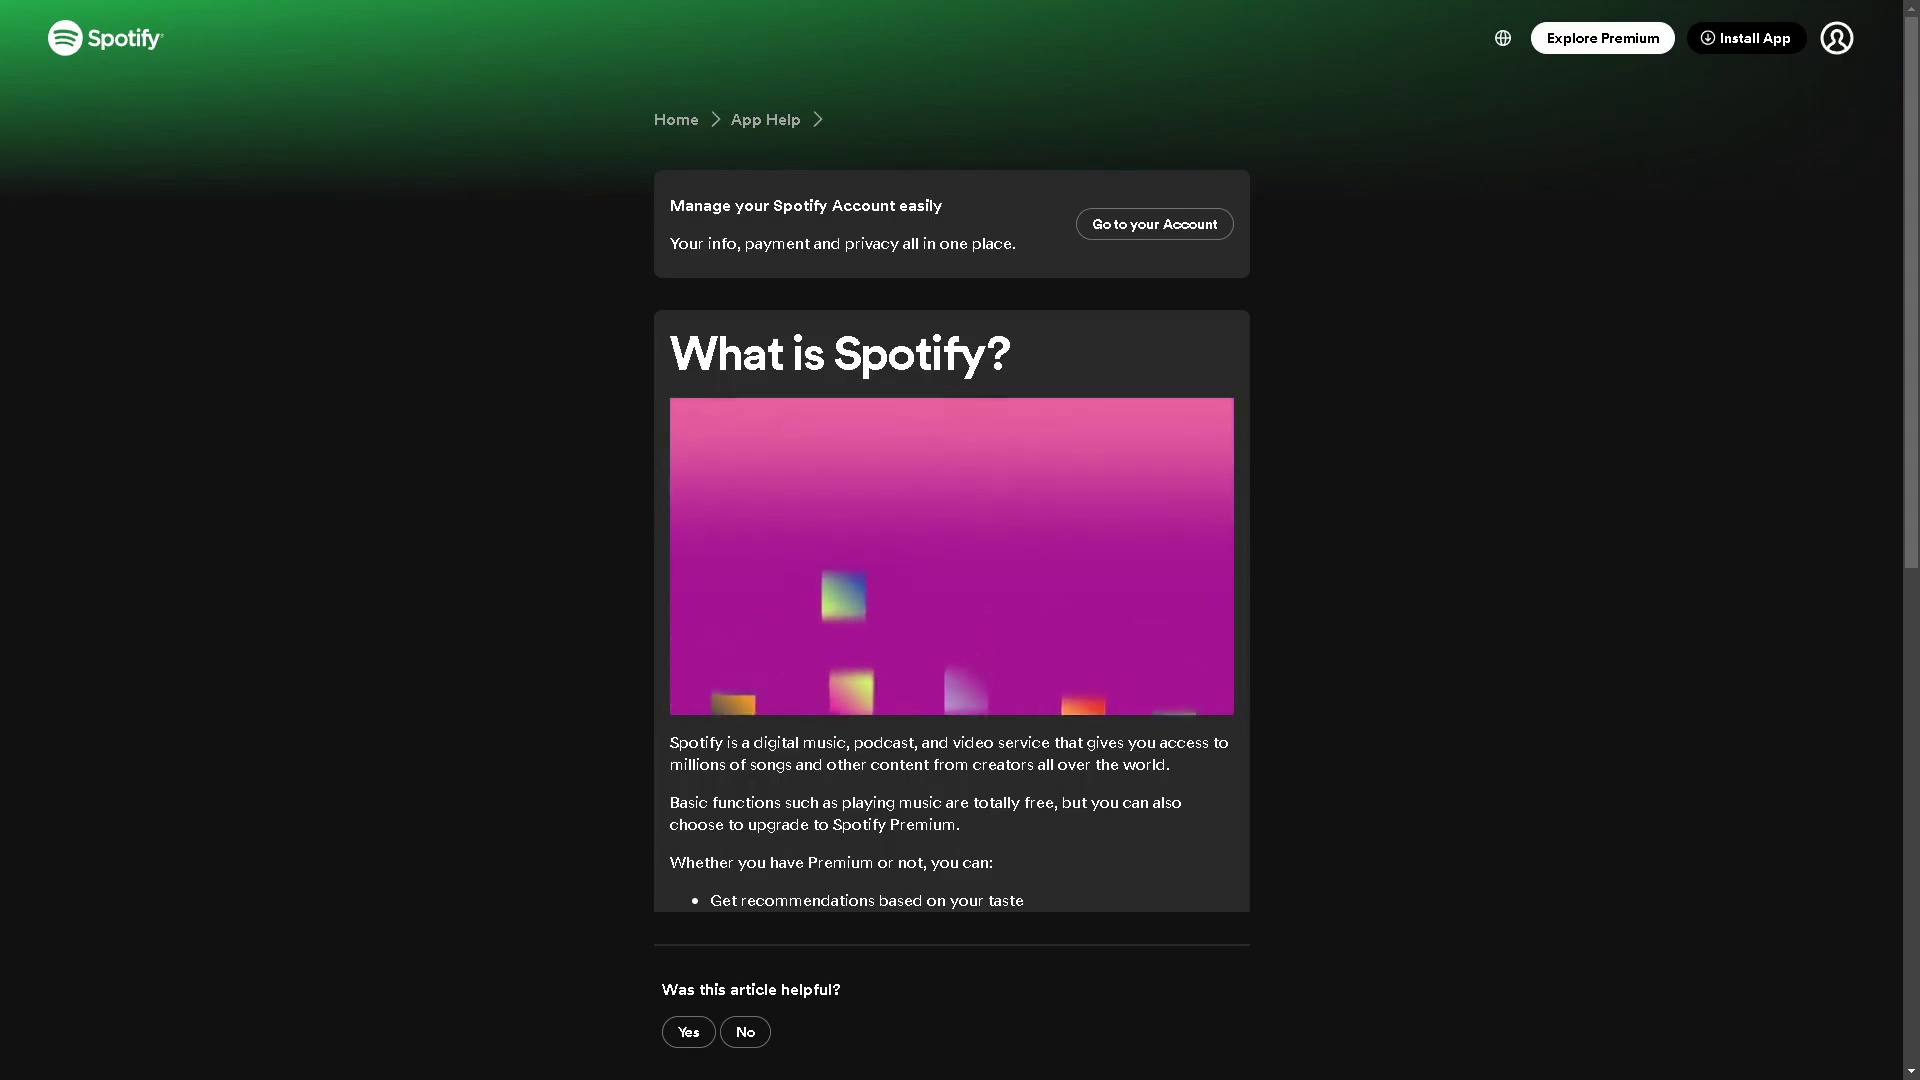 Spotify
Explore Premium
Install App
Home
App Help
Manage your Spotify Account easily
Your info, payment and privacy all in one place.
Go to your Account
What is Spotify?
Spotify is a digital music, podcast, and video service that gives you access to
millions of songs and other content from creators all over the world.
Basic functions such as playing music are totally free, but you can also
choose to upgrade to Spotify Premium.
Whether you have Premium or not, you can:
• Get recommendations based on your taste
Was this article helpful?
Yes
No